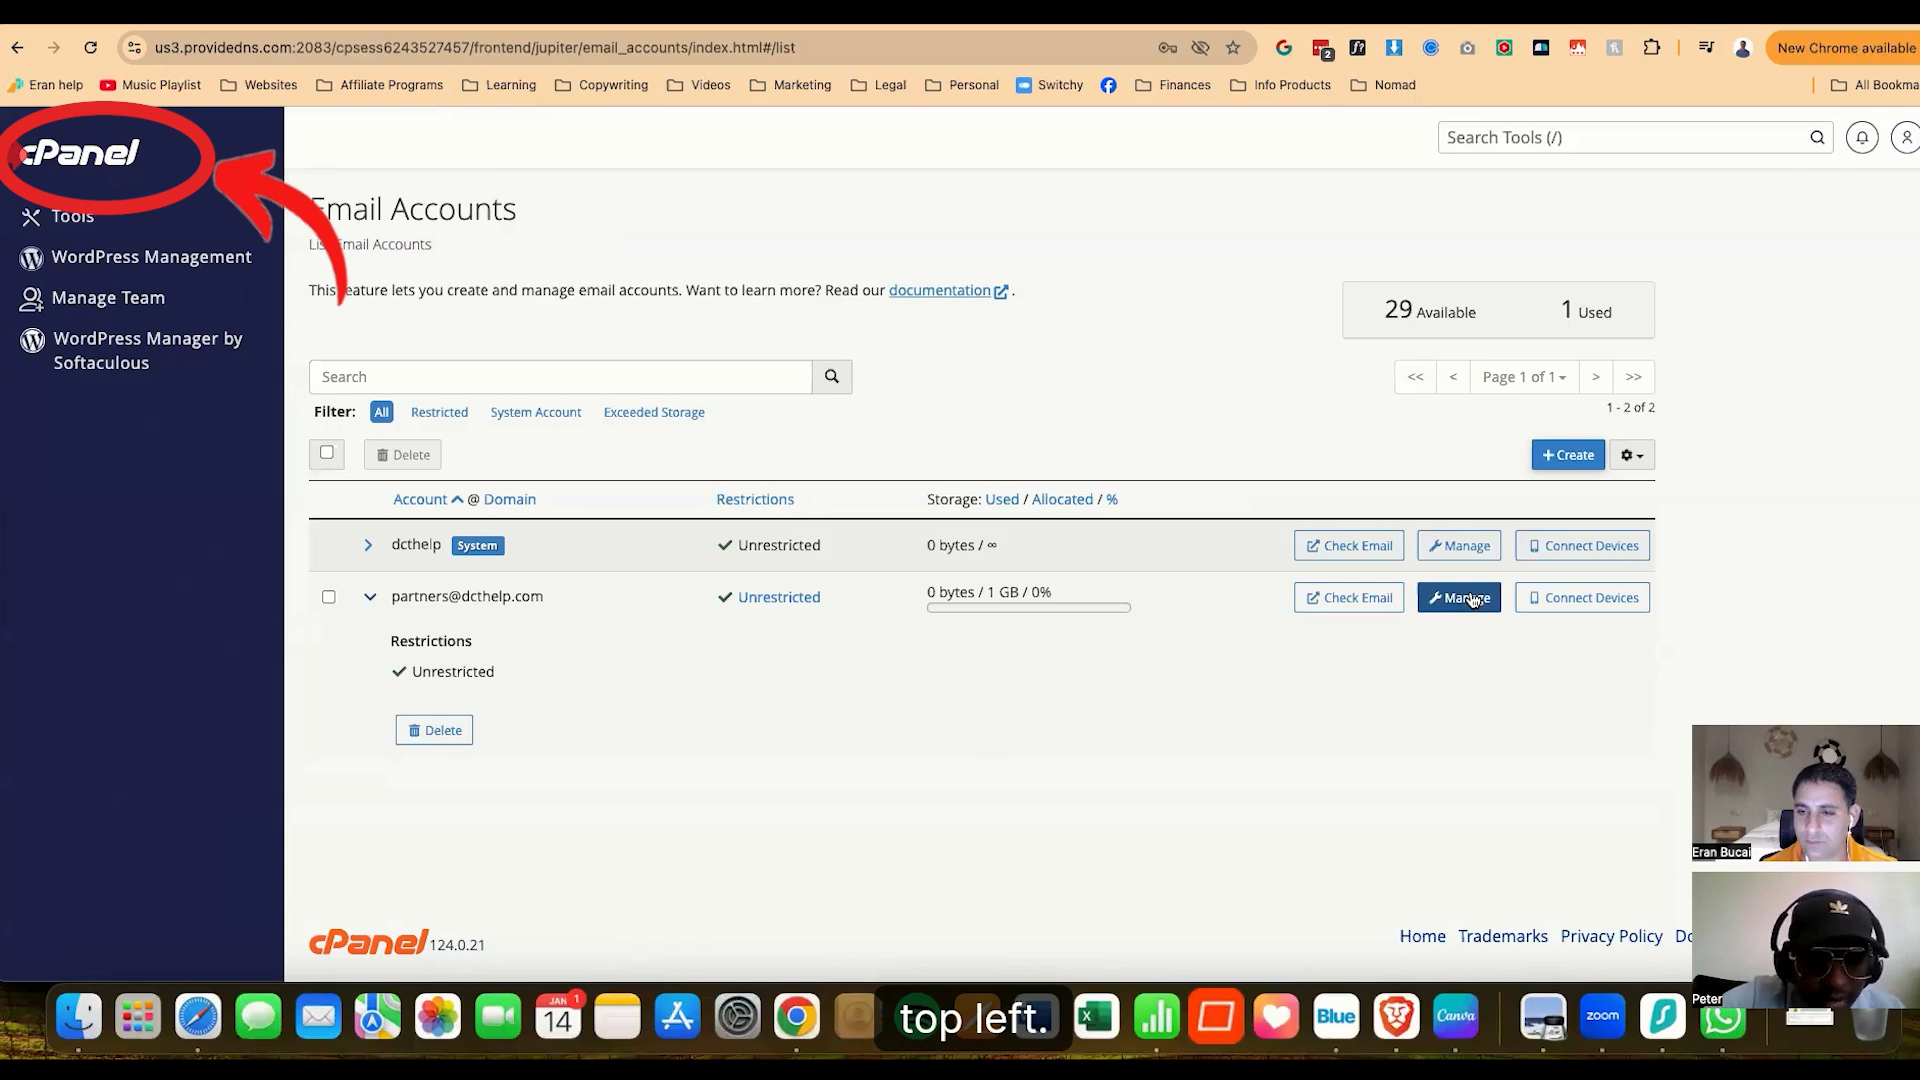 us3.providedns.com:2083/cpsess6243527457/frontend/jupiter/email_accounts/index.html#/list
2
New Chrome available
Eran help
Music Playlist
Websites
Affiliate Programs
Learning
Copywriting
Videos
Marketing
Legal
Personal
Switchy
Finances
Info Products
Nomad
All Bookma
cPanel
Search Tools (/)
Tools
WordPress Management
Manage Team
WordPress Manager by
Softaculous
Email Accounts
List Email Accounts
This feature lets you create and manage email accounts. Want to learn more? Read our documentation .
29 Available 1 Used
Search
<< < Page 1 of 1 > >>
Filter: All Restricted System Account Exceeded Storage
1 - 2 of 2
Delete
+ Create
Account @ Domain Restrictions Storage: Used / Allocated / %
dcthelp System Unrestricted 0 bytes / ∞ Check Email Manage Connect Devices
partners@dcthelp.com Unrestricted 0 bytes / 1 GB / 0% Check Email Manage Connect Devices
Restrictions
Unrestricted
Delete
Eran Bucai
cPanel 124.0.21
Home Trademarks Privacy Policy Do
Peter
JAN 1
14
Blue
Canva
zoom
top left.